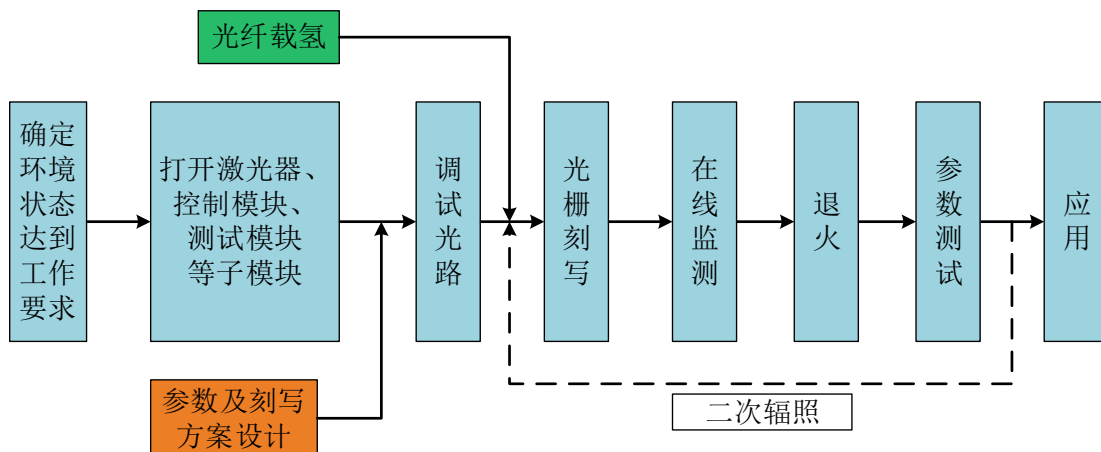 光纤载氢
确定
环境
状态
达到
工作
要求
打开激光器、
控制模块、
测试模块
等子模块
调试光路
光栅刻写
在线监测
退火
参数测试
应用
参数及刻写
方案设计
二次辐照